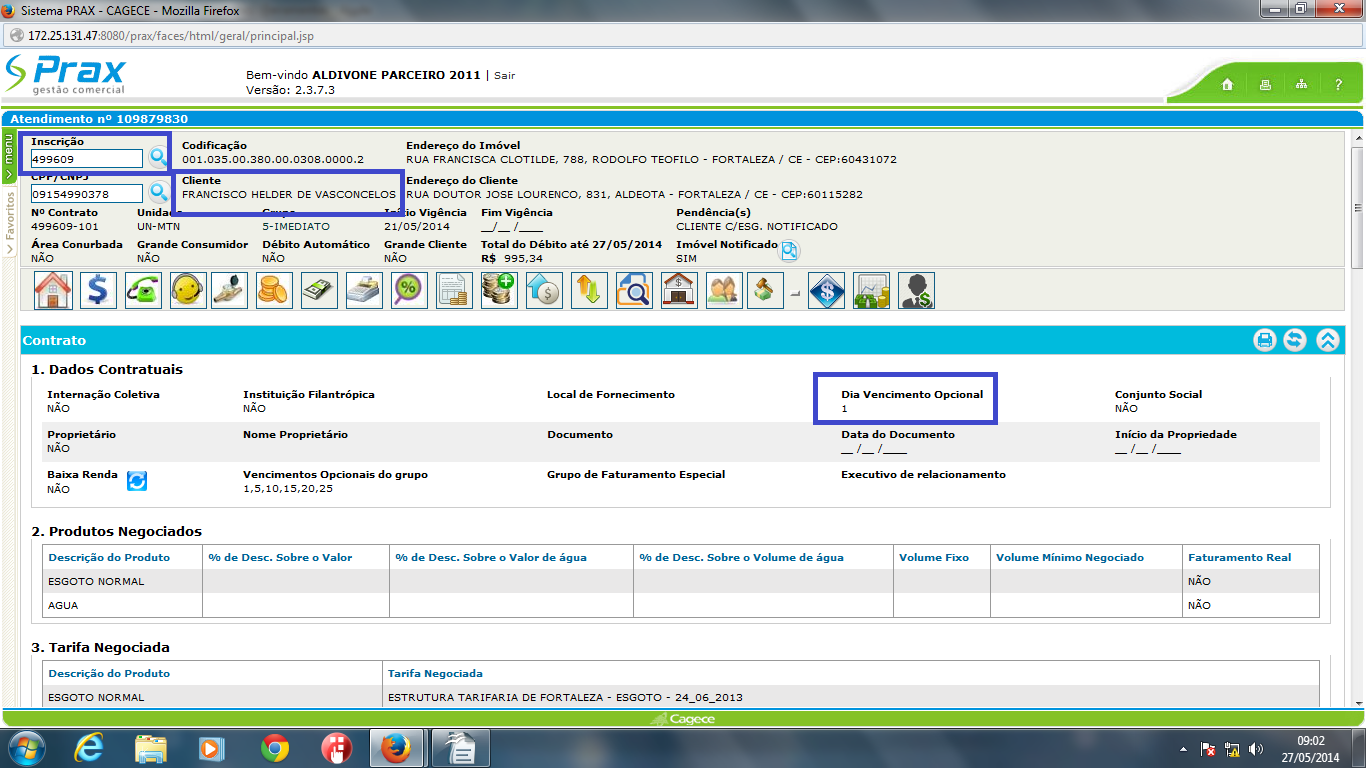 Sistema PRAX - CAGECE - Mozilla Firefox
172.25.131.47:8080/prax/faces/html/geral/principal.jsp
Prax
gestão comercial
Bem-vindo ALDIVONE PARCEIRO 2011 | Sair
Versão: 2.3.7.3
?
Atendimento nº 109879830
menu
Favoritos
Inscrição Codificação Endereço do Imóvel
499609 001.035.00.380.00.0308.0000.2 RUA FRANCISCA CLOTILDE, 788, RODOLFO TEOFILO - FORTALEZA / CE - CEP:60431072
CPF/CNPJ Cliente Endereço do Cliente
09154990378 FRANCISCO HELDER DE VASCONCELOS RUA DOUTOR JOSE LOURENCO, 831, ALDEOTA - FORTALEZA / CE - CEP:60115282
Nº Contrato Unidade Grupo Início Vigência Fim Vigência Pendência(s)
499609-101 UN-MTN 5-IMEDIATO 21/05/2014 __/__ /____ CLIENTE C/ESG. NOTIFICADO
Área Conurbada Grande Consumidor Débito Automático Grande Cliente Total do Débito até 27/05/2014 Imóvel Notificado
NÃO NÃO NÃO NÃO R$ 995,34 SIM
Contrato
1. Dados Contratuais
Internação Coletiva Instituição Filantrópica Local de Fornecimento Dia Vencimento Opcional Conjunto Social
NÃO NÃO 1 NÃO
Proprietário Nome Proprietário Documento Data do Documento Início da Propriedade
NÃO __ /__ /____ __ /__ /____
Baixa Renda Vencimentos Opcionais do grupo Grupo de Faturamento Especial Executivo de relacionamento
NÃO 1,5,10,15,20,25
2. Produtos Negociados
Descrição do Produto % de Desc. Sobre o Valor % de Desc. Sobre o Valor de água % de Desc. Sobre o Volume de água Volume Fixo Volume Mínimo Negociado Faturamento Real
ESGOTO NORMAL NÃO
AGUA NÃO
3. Tarifa Negociada
Descrição do Produto Tarifa Negociada
ESGOTO NORMAL ESTRUTURA TARIFARIA DE FORTALEZA - ESGOTO - 24_06_2013
Cagece
09:02
27/05/2014